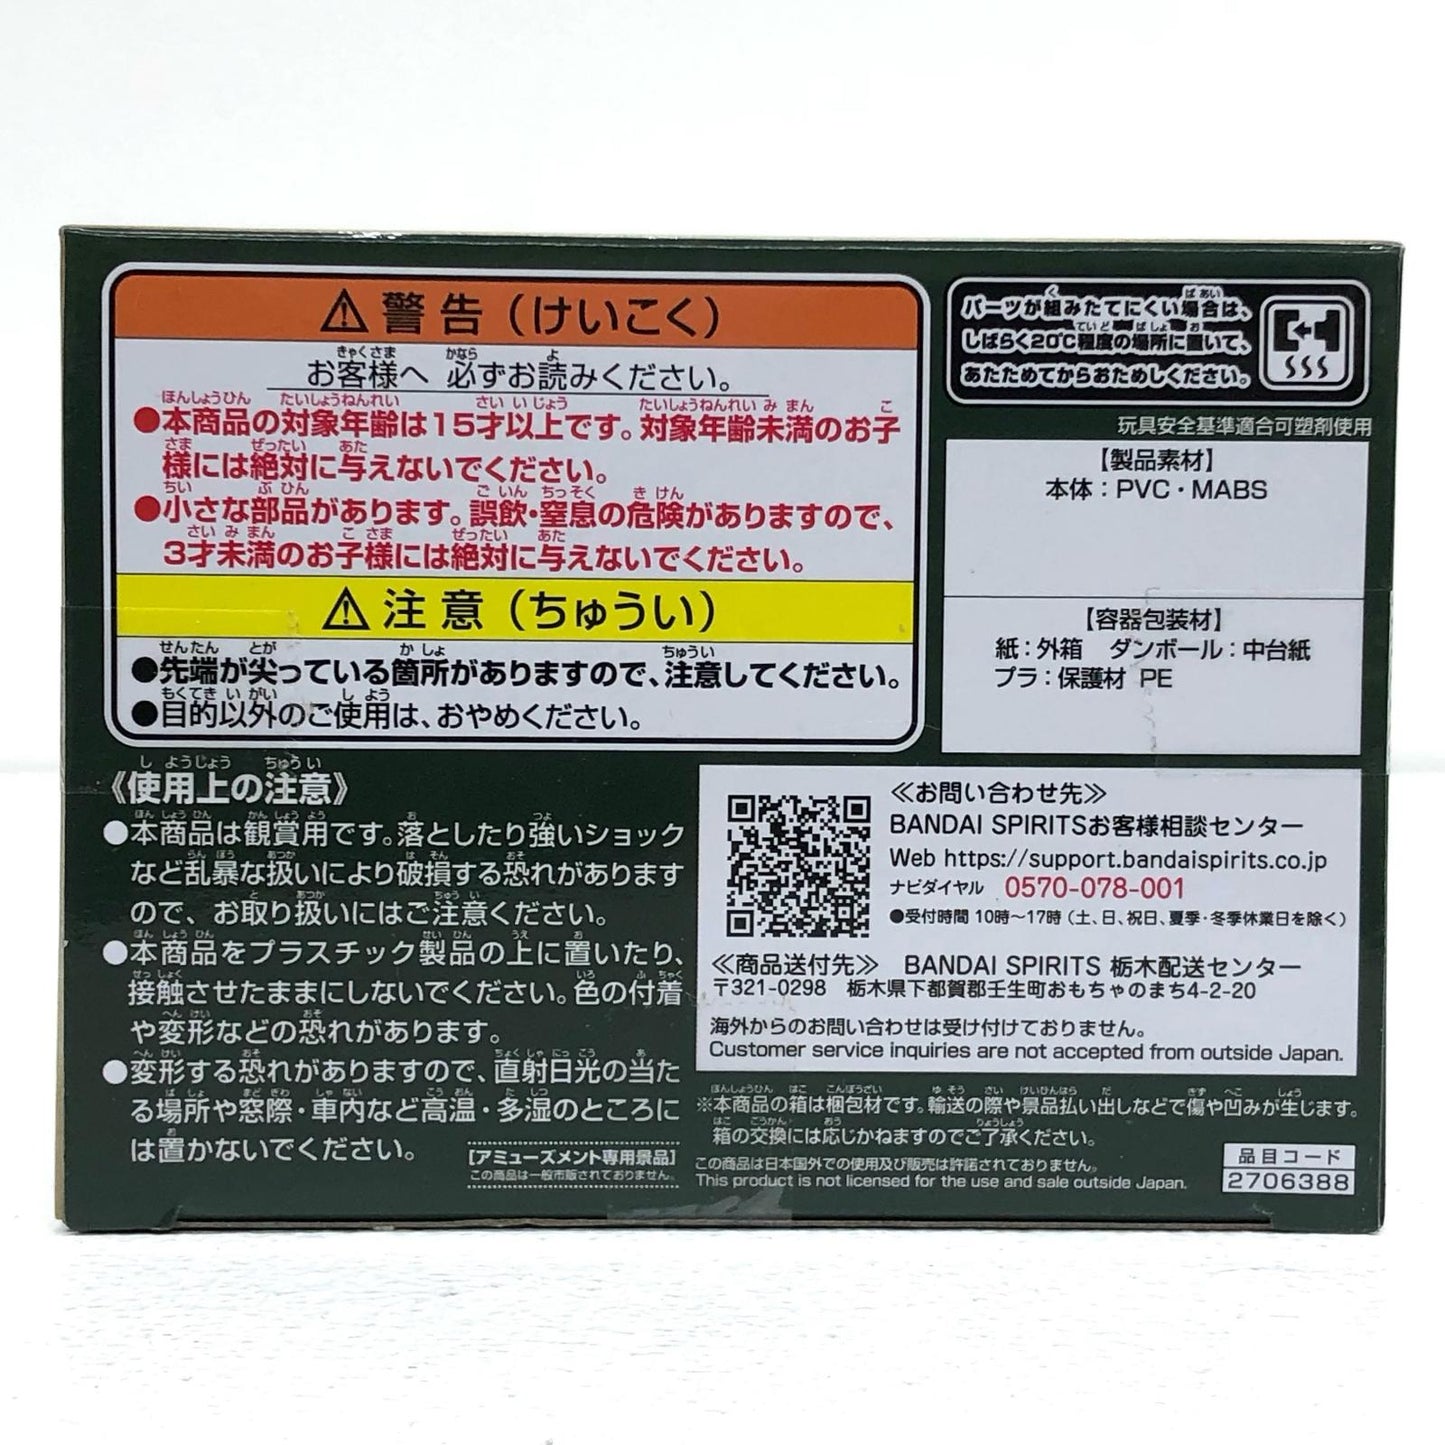 ⚠警告（けいこく）
お客様へ 必ずお読みください。
●本商品の対象年齢は15才以上です。対象年齢未満のお子
様には絶対に与えないでください。
●小さな部品があります。誤飲・窒息の危険がありますので、
3才未満のお子様には絶対に与えないでください。
⚠注意（ちゅうい）
●先端が尖っている箇所がありますので、注意してください。
●目的以外のご使用は、おやめください。
パーツが組みたてにくい場合は、
しばらく20℃程度の場所に置いて、
あたためてからおためしください。
玩具安全基準適合可塑剤使用
【製品素材】
本体：PVC・MABS
【容器包装材】
紙：外箱 ダンボール：中台紙
プラ：保護材 PE
《使用上の注意》
●本商品は観賞用です。落としたり強いショック
など乱暴な扱いにより破損する恐れがあります
ので、お取り扱いにはご注意ください。
●本商品をプラスチック製品の上に置いたり、
接触させたままにしないでください。色の付着
や変形などの恐れがあります。
●変形する恐れがありますので、直射日光の当た
る場所や窓際・車内など高温・多湿のところに
は置かないでください。
[アミューズメント専用景品]
この商品は一般市販されておりません。
≪お問い合わせ先≫
BANDAI SPIRITSお客様相談センター
Web https://support.bandaispirits.co.jp
ナビダイヤル 0570-078-001
●受付時間 10時～17時（土、日、祝日、夏季・冬季休業日を除く）
≪商品送付先≫ BANDAI SPIRITS 栃木配送センター
〒321-0298 栃木県下都賀郡壬生町おもちゃのまち4-2-20
海外からのお問い合わせは受け付けておりません。
Customer service inquiries are not accepted from outside Japan.
※本商品の箱は梱包材です。輸送の際や景品払い出しなどで傷や凹みが生じます。
箱の交換には応じかねますのでご了承ください。
この商品は日本国外での使用及び販売は許諾されておりません。
This product is not licensed for the use and sale outside Japan.
品目コード
2706388